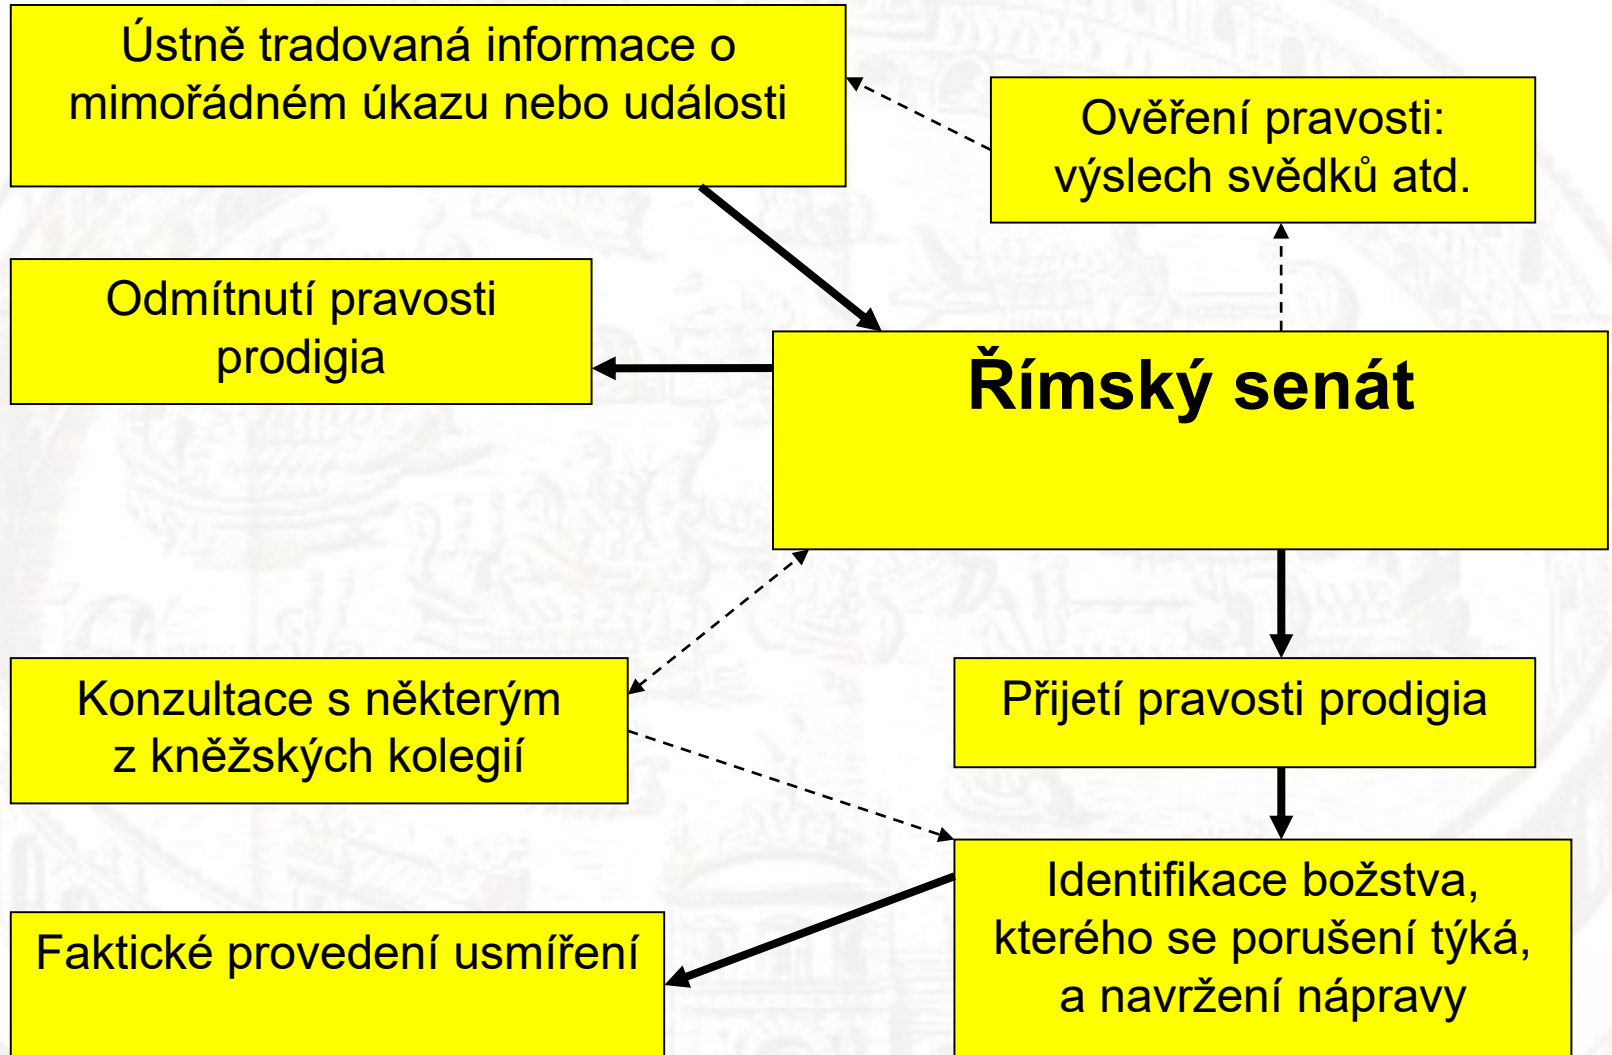 Ústně tradovaná informace o
mimořádném úkazu nebo události
Ověření pravosti:
výslech svědků atd.
Odmítnutí pravosti
prodigia
Římský senát
Konzultace s některým
z kněžských kolegií
Přijetí pravosti prodigia
Identifikace božstva,
kterého se porušení týká,
a navržení nápravy
Faktické provedení usmíření